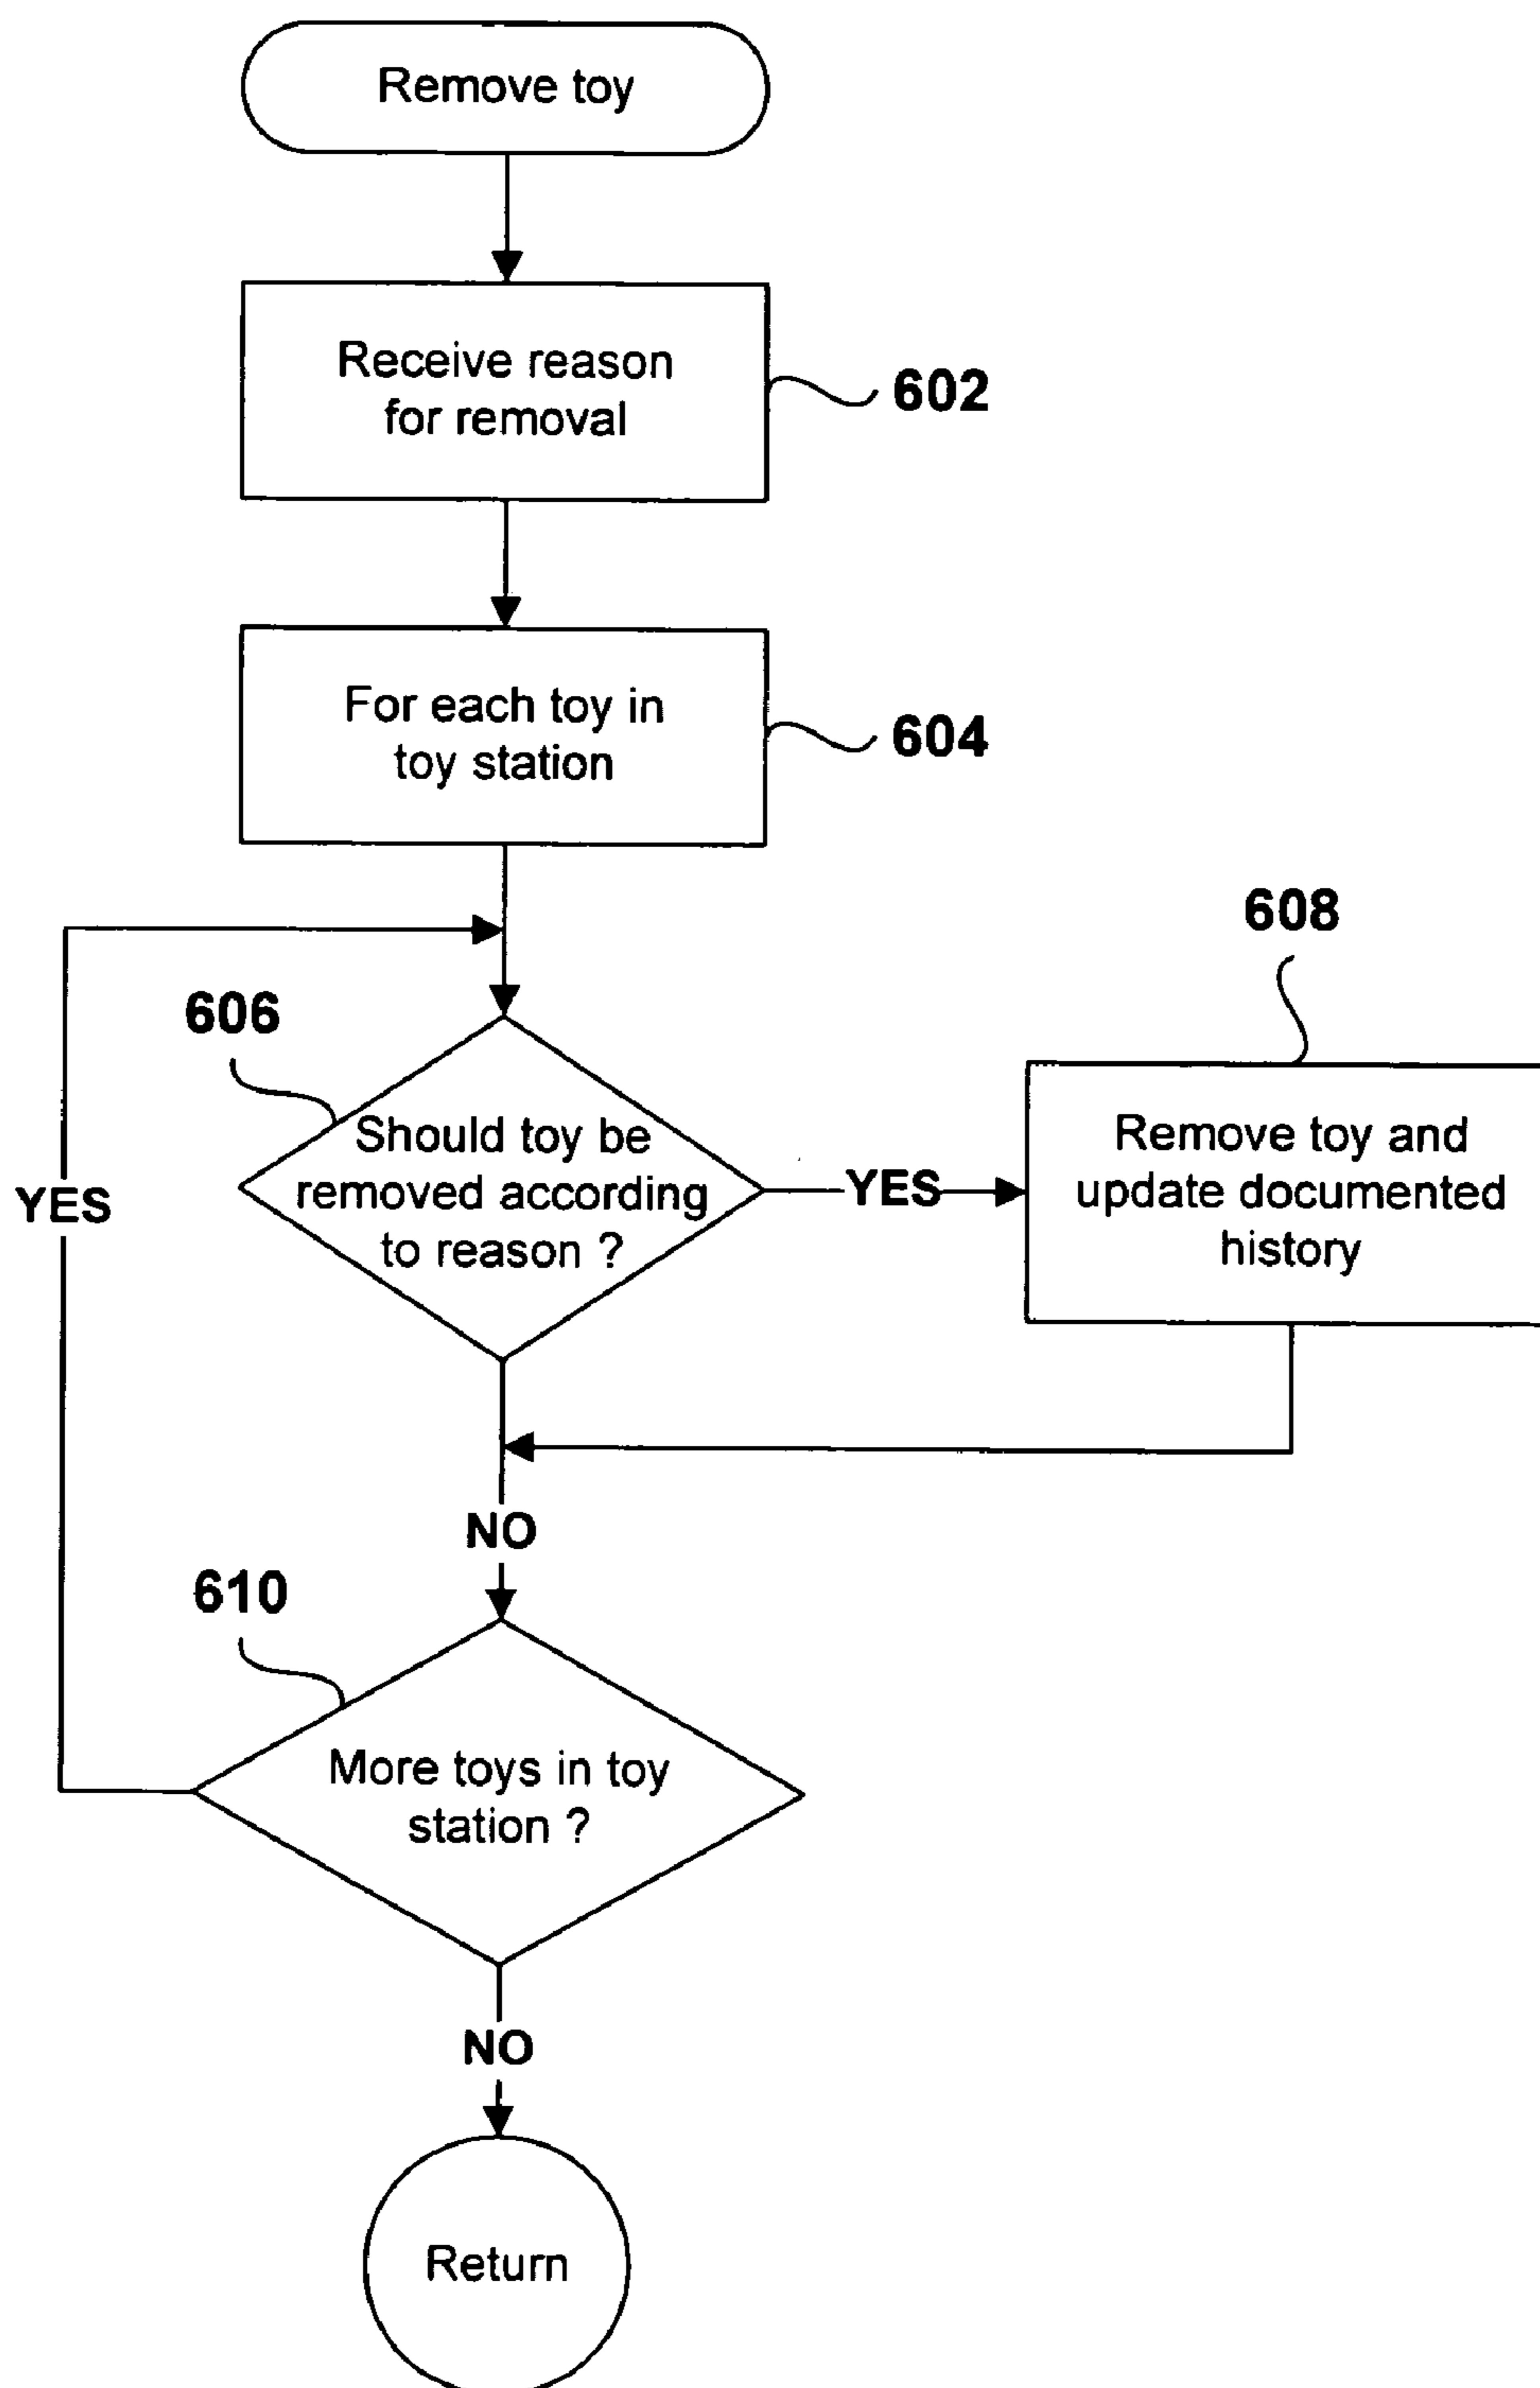 Remove toy
Receive reason
for removal
602
For each toy in
toy station
604
608
606
Should toy be
removed according
to reason ?
YES
Remove toy and
update documented
history
YES
NO
610
More toys in toy
station ?
NO
Return